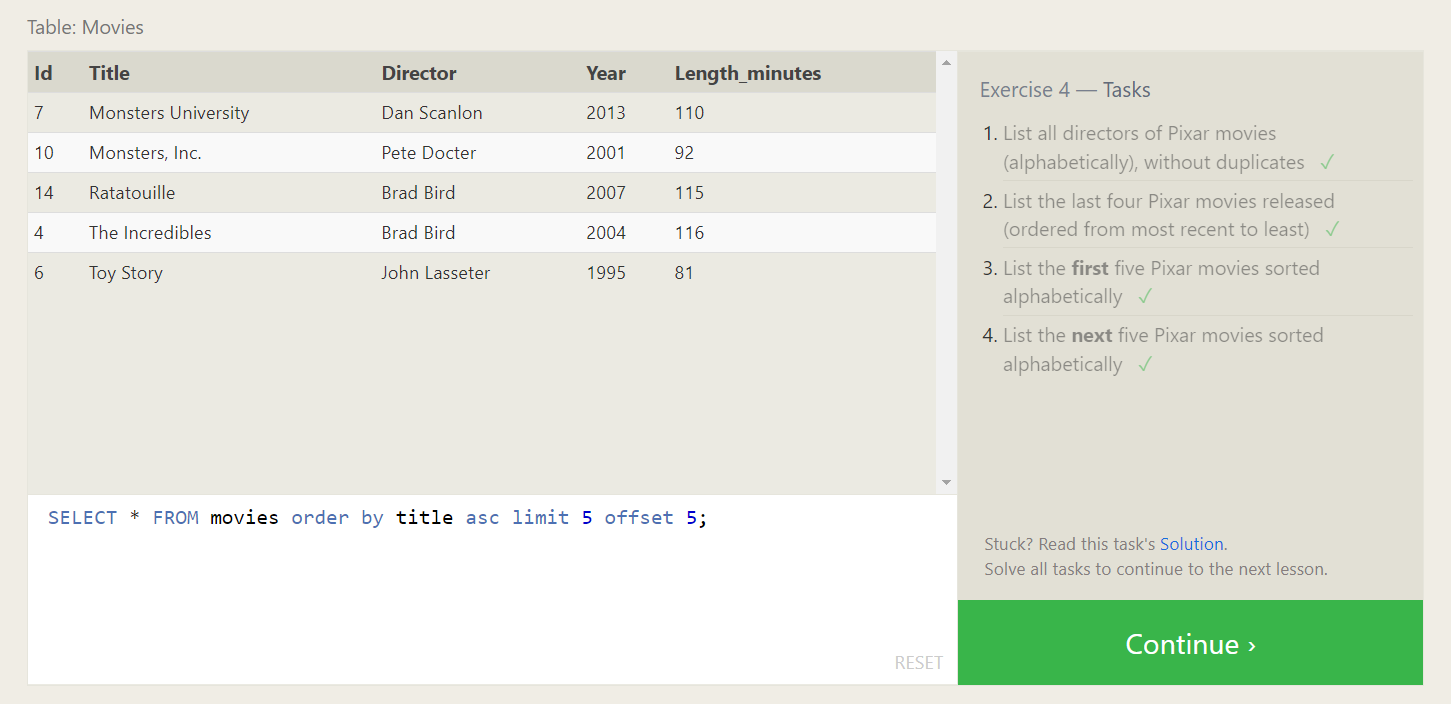 Table: Movies
Id Title Director Year Length_minutes
7 Monsters University Dan Scanlon 2013 110
10 Monsters, Inc. Pete Docter 2001 92
14 Ratatouille Brad Bird 2007 115
4 The Incredibles Brad Bird 2004 116
6 Toy Story John Lasseter 1995 81
SELECT * FROM movies order by title asc limit 5 offset 5;
RESET
Exercise 4 — Tasks
1. List all directors of Pixar movies
(alphabetically), without duplicates ✓
2. List the last four Pixar movies released
(ordered from most recent to least) ✓
3. List the first five Pixar movies sorted
alphabetically ✓
4. List the next five Pixar movies sorted
alphabetically ✓
Stuck? Read this task's Solution.
Solve all tasks to continue to the next lesson.
Continue ›